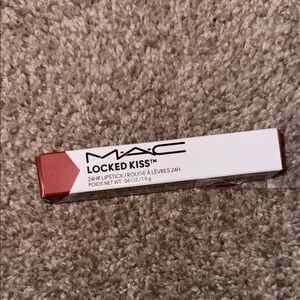 M·A·C
LOCKED KISS™
24HR LIPSTICK / ROUGE À LÈVRES 24H
POIDS NET WT. .06 OZ / 1.8 g